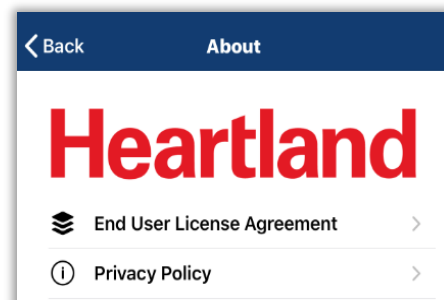 Back About
Heartland
End User License Agreement
Privacy Policy